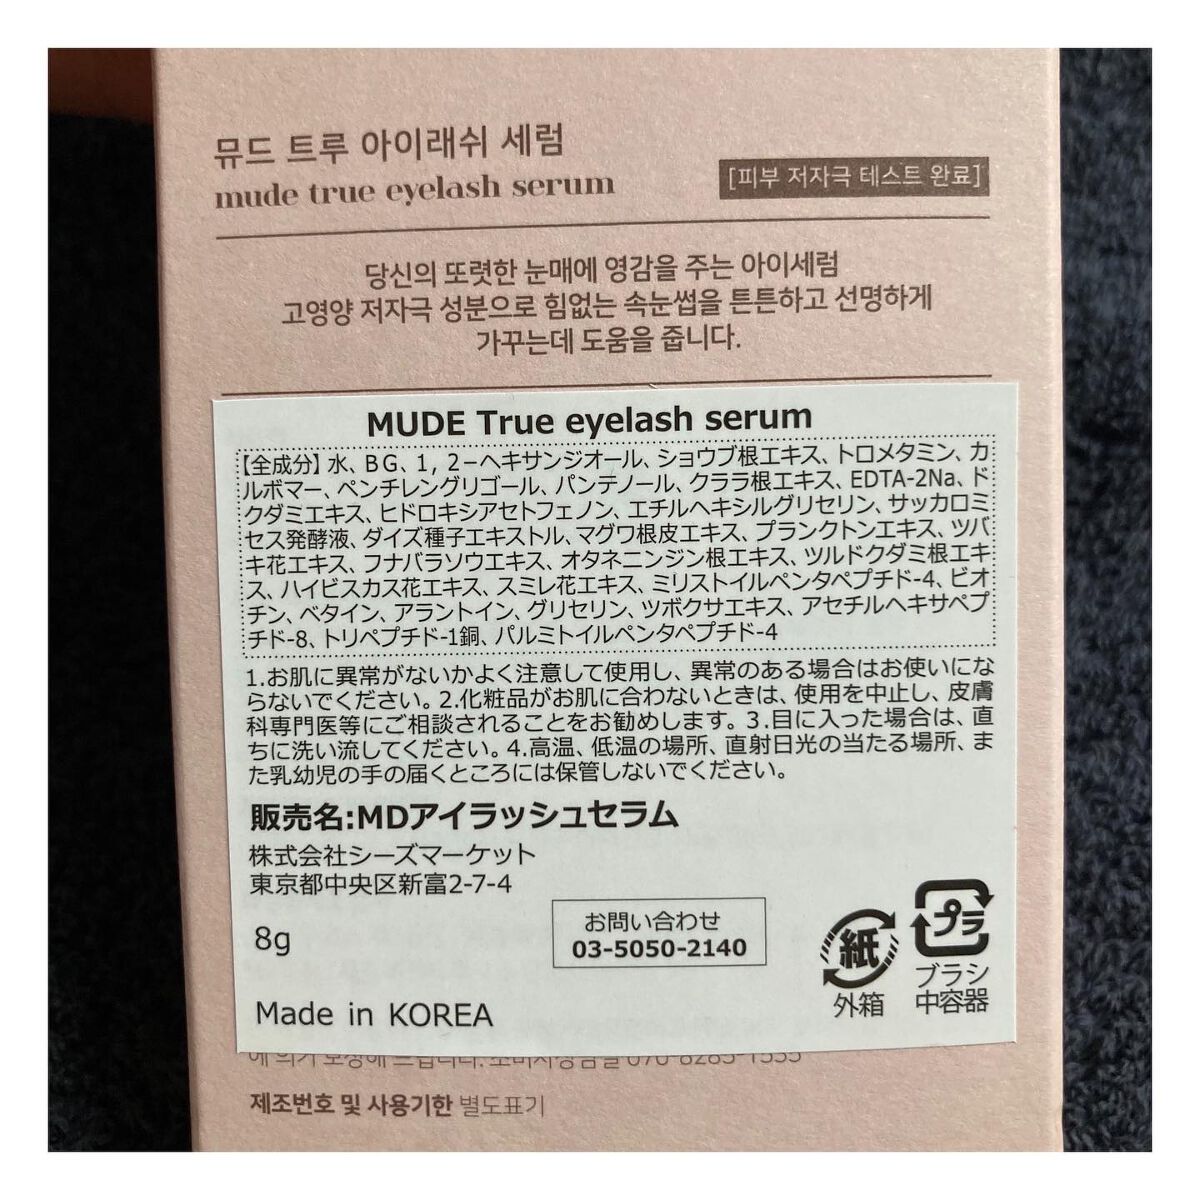 뮤드 트루 아이래쉬 세럼
mude true eyelash serum
[피부 저자극 테스트 완료]
당신의 또렷한 눈매에 영감을 주는 아이세럼
고영양 저자극 성분으로 힘없는 속눈썹을 튼튼하고 선명하게
가꾸는데 도움을 줍니다.
MUDE True eyelash serum
【全成分】水、BG、1,2−ヘキサンジオール、ショウブ根エキス、トロメタミン、カ
ルボマー、ペンチレングリゴール、パンテノール、クララ根エキス、EDTA-2Na、ド
クダミエキス、ヒドロキシアセトフェノン、エチルヘキシルグリセリン、サッカロミ
セス発酵液、ダイズ種子エキストル、マグワ根皮エキス、プランクトンエキス、ツバ
キ花エキス、フナバラソウエキス、オタネニンジン根エキス、ツルドクダミ根エキ
ス、ハイビスカス花エキス、スミレ花エキス、ミリストイルペンタペプチド-4、ビオ
チン、ベタイン、アラントイン、グリセリン、ツボクサエキス、アセチルヘキサペプ
チド-8、トリペプチド-1銅、パルミトイルペンタペプチド-4
1.お肌に異常がないかよく注意して使用し、異常のある場合はお使いにな
らないでください。2.化粧品がお肌に合わないときは、使用を中止し、皮膚
科専門医等にご相談されることをお勧めします。3.目に入った場合は、直
ちに洗い流してください。4.高温、低温の場所、直射日光の当たる場所、ま
た乳幼児の手の届くところには保管しないでください。
販売名:MDアイラッシュセラム
株式会社シーズマーケット
東京都中央区新富2-7-4
8g
お問い合わせ
03-5050-2140
紙
外箱
プラ
ブラシ
中容器
Made in KOREA
제조번호 및 사용기한 별도표기